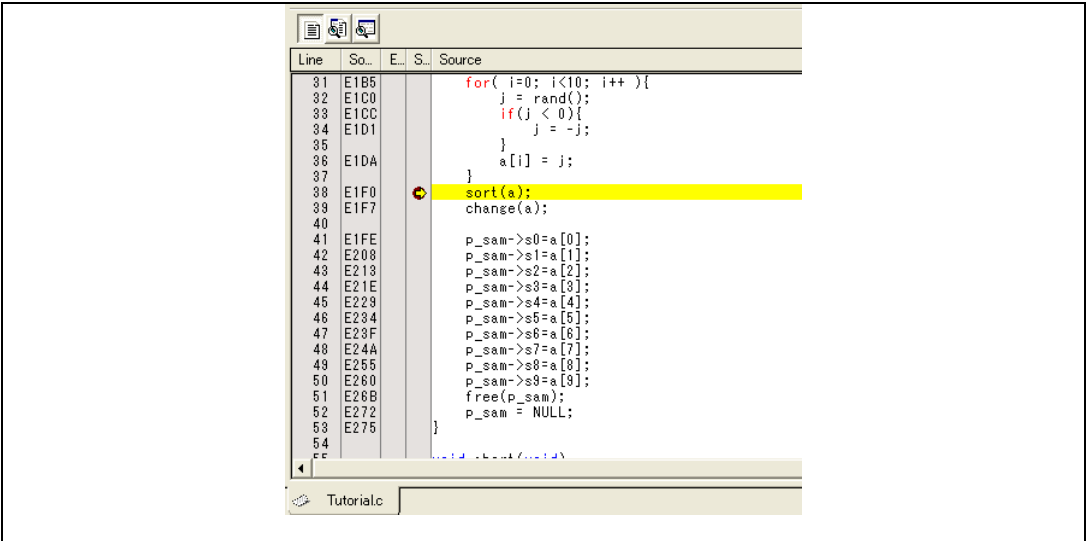 Line So... E... S... Source
31 E1B5 for( i=0; i<10; i++ ){
32 E1C0 j = rand();
33 E1CC if(j < 0){
34 E1D1 j = -j;
35 }
36 E1DA a[i] = j;
37 }
38 E1F0 sort(a);
39 E1F7 change(a);
40
41 E1FE p_sam->s0=a[0];
42 E208 p_sam->s1=a[1];
43 E213 p_sam->s2=a[2];
44 E21E p_sam->s3=a[3];
45 E229 p_sam->s4=a[4];
46 E234 p_sam->s5=a[5];
47 E23F p_sam->s6=a[6];
48 E24A p_sam->s7=a[7];
49 E255 p_sam->s8=a[8];
50 E260 p_sam->s9=a[9];
51 E26B free(p_sam);
52 E272 p_sam = NULL;
53 E275 }
54
Tutorial.c